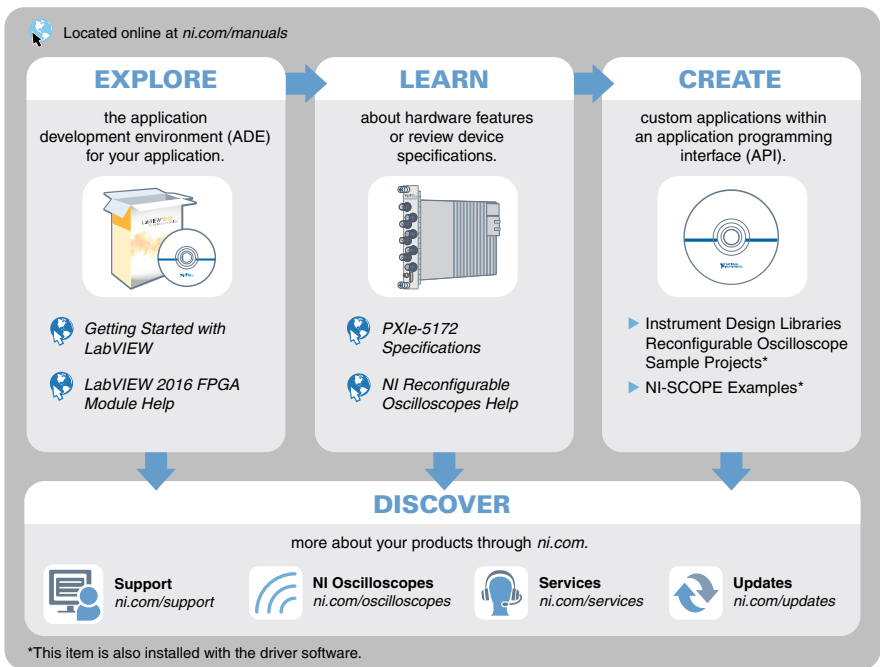 Located online at ni.com/manuals
EXPLORE
the application
development environment (ADE)
for your application.
LabVIEW
Getting Started with
LabVIEW
LabVIEW 2016 FPGA
Module Help
LEARN
about hardware features
or review device
specifications.
PXIe-5172
Specifications
NI Reconfigurable
Oscilloscopes Help
CREATE
custom applications within
an application programming
interface (API).
Instrument Design Libraries
Reconfigurable Oscilloscope
Sample Projects*
NI-SCOPE Examples*
DISCOVER
more about your products through ni.com.
Support
ni.com/support
NI Oscilloscopes
ni.com/oscilloscopes
Services
ni.com/services
Updates
ni.com/updates
*This item is also installed with the driver software.